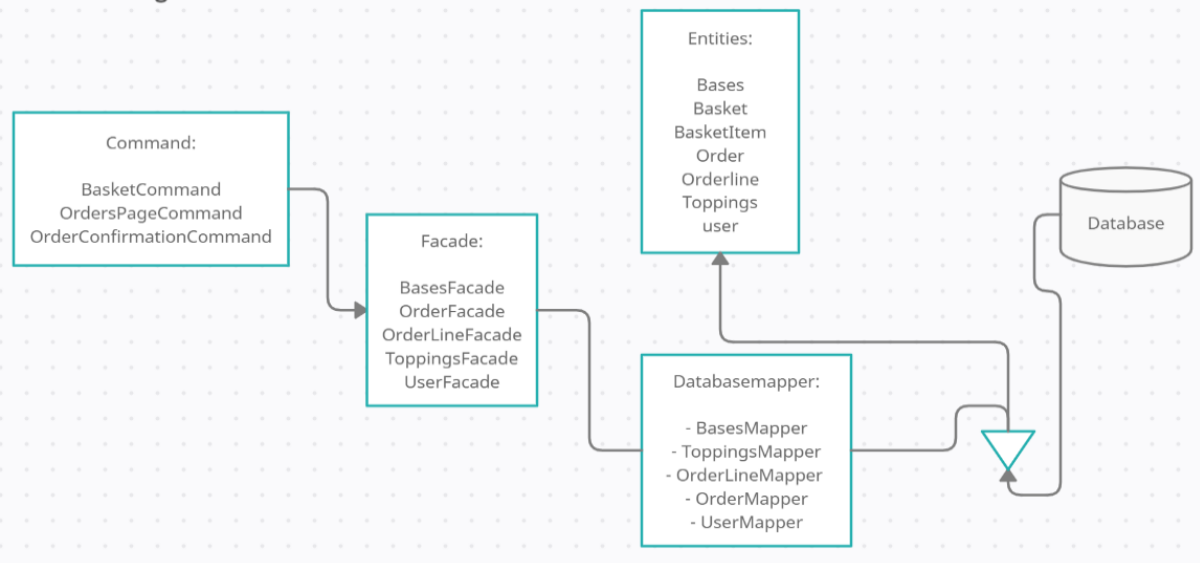 Command:
BasketCommand
OrdersPageCommand
OrderConfirmationCommand
Facade:
BasesFacade
OrderFacade
OrderLineFacade
ToppingsFacade
UserFacade
Entities:
Bases
Basket
BasketItem
Order
Orderline
Toppings
user
Databasemapper:
- BasesMapper
- ToppingsMapper
- OrderLineMapper
- OrderMapper
- UserMapper
Database